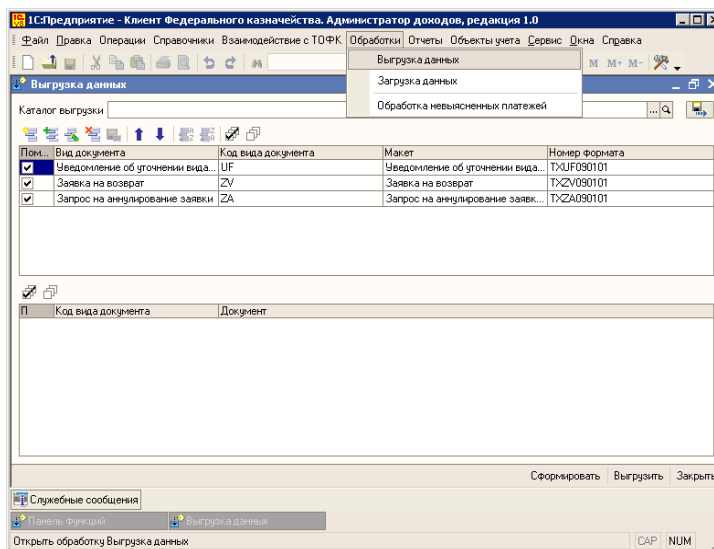 1С:Предприятие - Клиент Федерального казначейства. Администратор доходов, редакция 1.0
Файл Правка Операции Справочники Взаимодействие с ТОФК Обработки Отчеты Объекты учета Сервис Окна Справка
Выгрузка данных
M M+ M-
Загрузка данных
Обработка невыясненных платежей
Выгрузка данных
Каталог выгрузки
Пом... Вид документа Код вида документа Макет Номер формата
Уведомление об уточнении вида... UF Уведомление об уточнении вида... TXUF090101
Заявка на возврат ZV Заявка на возврат TXZV090101
Запрос на аннулирование заявки ZA Запрос на аннулирование заявк... TXZA090101
П Код вида документа Документ
Сформировать Выгрузить Закрыть
Служебные сообщения
Панель функций Выгрузка данных
Открыть обработку Выгрузка данных CAP NUM